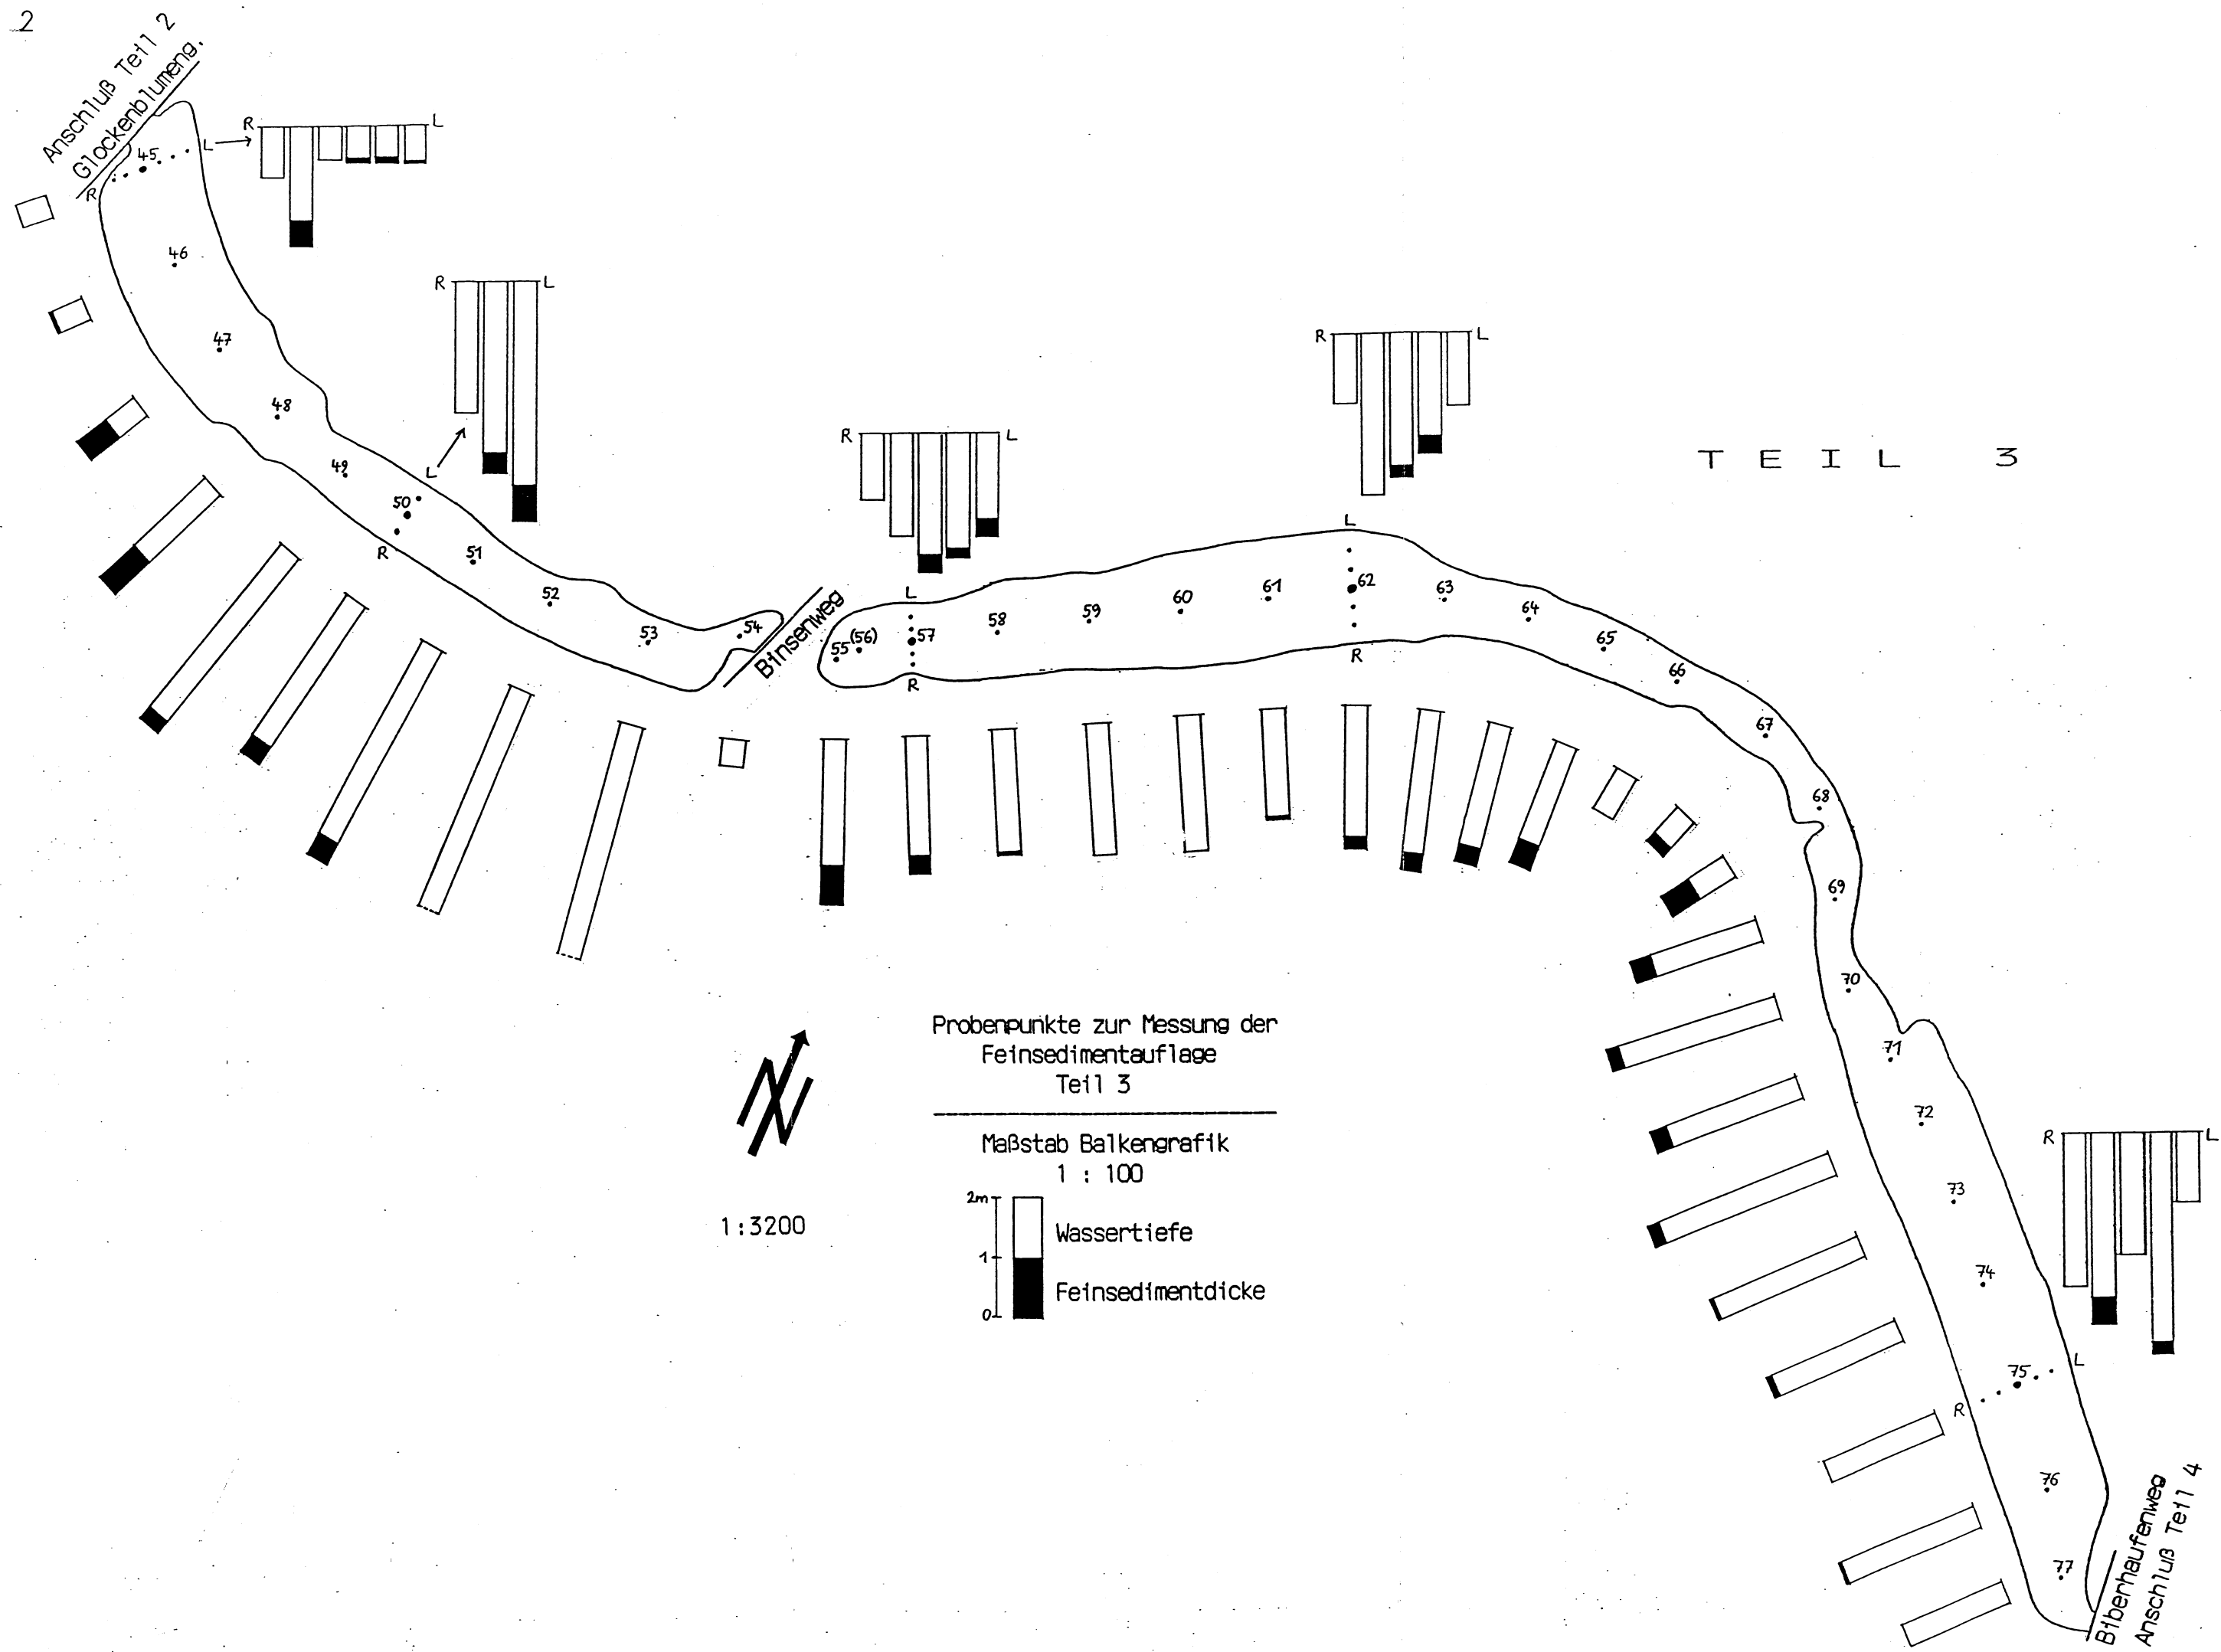 2
Anschluß Teil 2
Glockenblumeng.
R
L
R
L
45
R
46
47
48
49
50
L
R
R
L
51
52
53
54
Binsenweg
R
L
55
(56)
L
57
R
58
59
60
61
R
L
L
62
R
63
64
65
66
67
68
69
70
71
72
73
74
75
L
R
R
L
76
77
TEIL 3
Probenpunkte zur Messung der
Feinsedimentauflage
Teil 3
Maßstab Balkengrafik
1 : 100
2m
1
0
Wassertiefe
Feinsedimentdicke
N
1:3200
Biberhaufenweg
Anschluß Teil 4